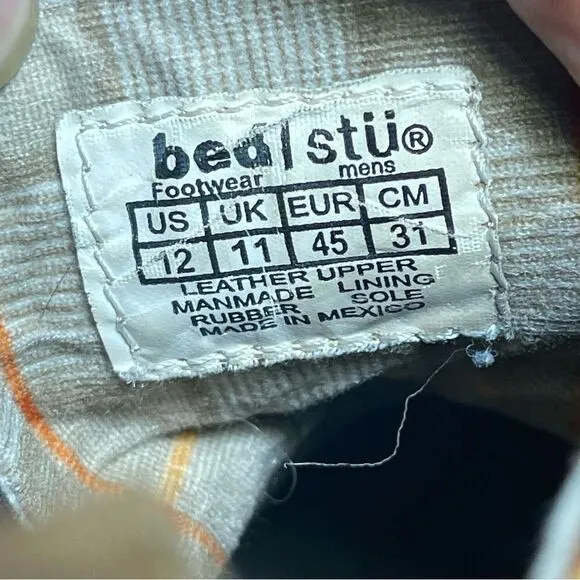 bed|stü®
Footwear mens
US UK EUR CM
12 11 45 31
LEATHER UPPER
MANMADE LINING
RUBBER SOLE
MADE IN MEXICO